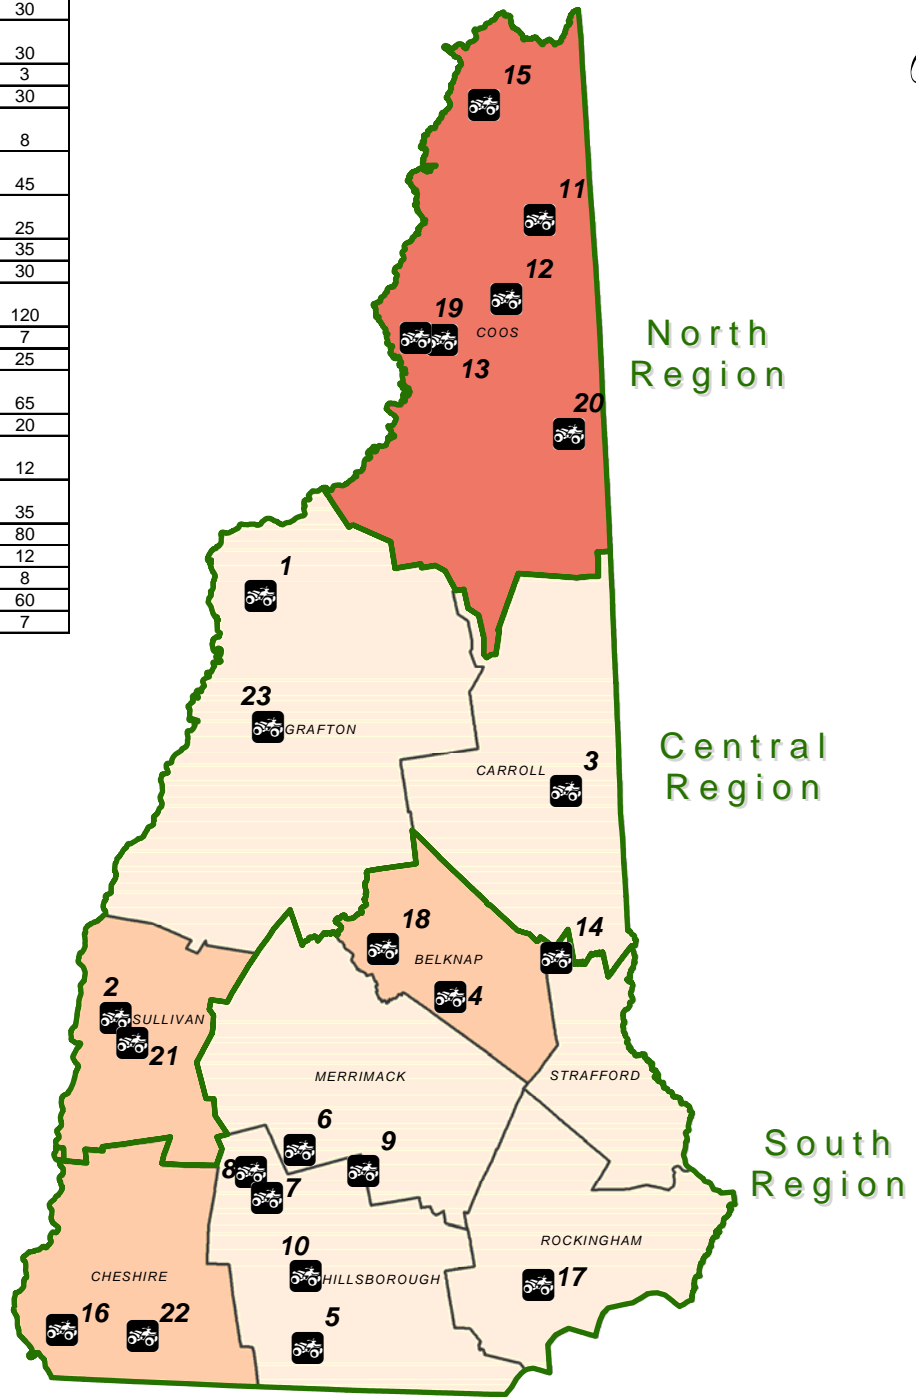 30
30
3
30
8
45
25
35
30
120
7
25
65
20
12
35
80
12
8
60
7
15
11
12
19
COOS
13
20
North
Region
1
23
GRAFTON
3
CARROLL
Central
Region
18
14
BELKNAP
4
2
SULLIVAN
21
MERRIMACK
STRAFFORD
6
9
8
7
South
Region
10
ROCKINGHAM
HILLSBOROUGH
CHESHIRE
17
16
22
5